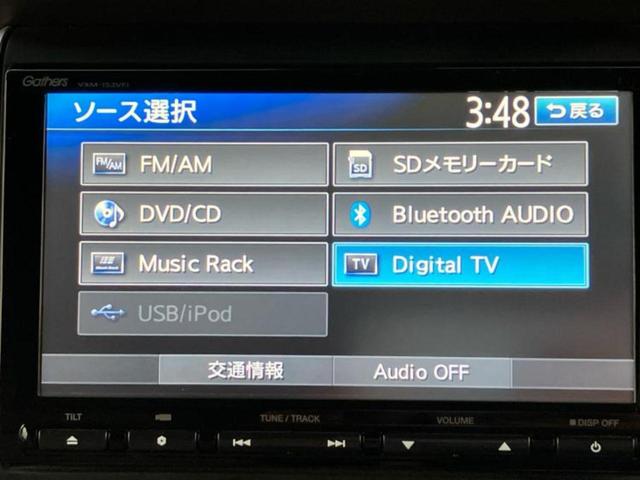 Gathers
VXM-152VFi
ソース選択
3:48
戻る
FM/AM
FM/AM
SD
SDメモリーカード
DVD/CD
Bluetooth AUDIO
Music Rack
TV
Digital TV
USB/iPod
交通情報
Audio OFF
TILT
TUNE / TRACK
VOLUME
DISP OFF